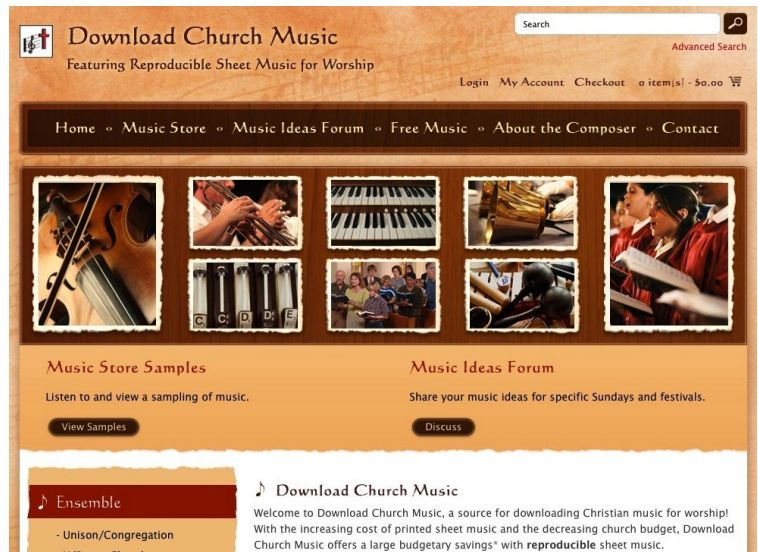 Download Church Music
Featuring Reproducible Sheet Music for Worship
Search
Advanced Search
Login My Account Checkout 0 item(s) - $0.00
Home Music Store Music Ideas Forum Free Music About the Composer Contact
C C D D E
Music Store Samples
Listen to and view a sampling of music.
View Samples
Music Ideas Forum
Share your music ideas for specific Sundays and festivals.
Discuss
Ensemble
- Unison/Congregation
Download Church Music
Welcome to Download Church Music, a source for downloading Christian music for worship!
With the increasing cost of printed sheet music and the decreasing church budget, Download
Church Music offers a large budgetary savings* with reproducible sheet music.